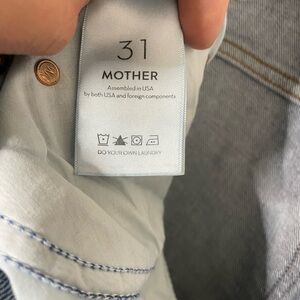 31
MOTHER
Assembled in USA
by both USA and foreign components
DO YOUR OWN LAUNDRY